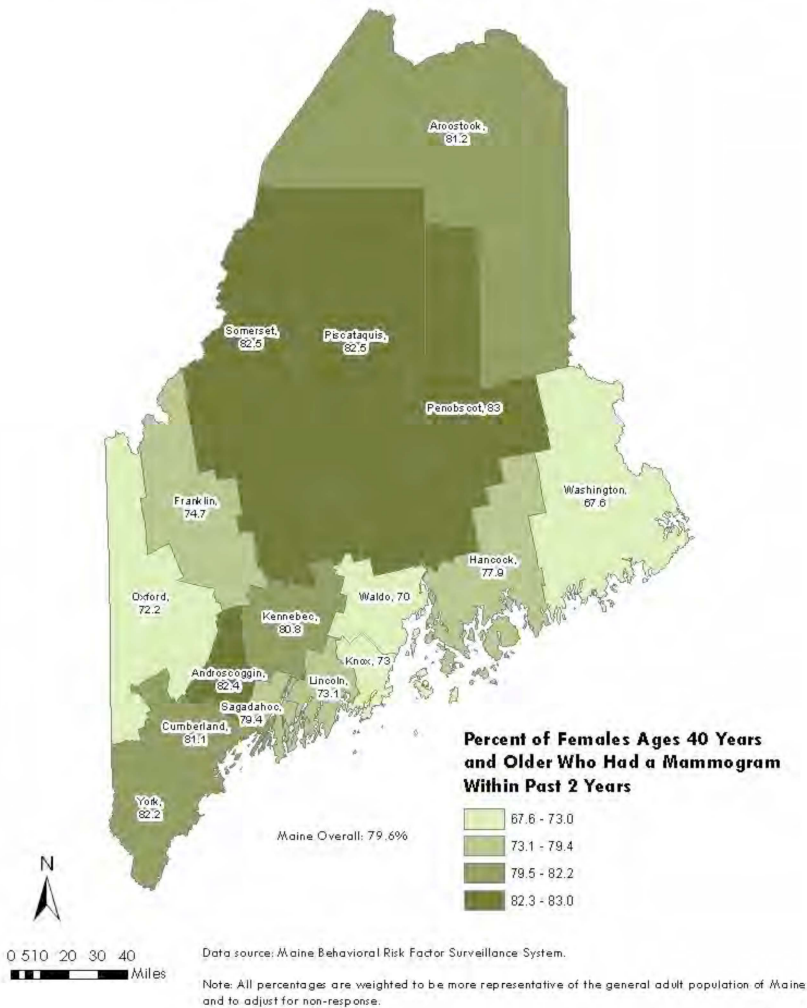 Aroostook,
81.2
Somerset,
82.5
Piscataquis,
82.5
Penobscot, 83
Washington,
67.6
Franklin,
74.7
Hancock,
77.9
Oxford,
72.2
Waldo, 70
Kennebec,
80.8
Knox, 73
Androscoggin,
82.4
Lincoln,
73.1
Sagadahoc,
79.4
Cumberland,
81.1
York,
82.2
Percent of Females Ages 40 Years
and Older Who Had a Mammogram
Within Past 2 Years
67.6 - 73.0
73.1 - 79.4
79.5 - 82.2
82.3 - 83.0
Maine Overall: 79.6%
N
0 510 20 30 40
Miles
Data source: Maine Behavioral Risk Factor Surveillance System.
Note: All percentages are weighted to be more representative of the general adult population of Maine
and to adjust for non-response.